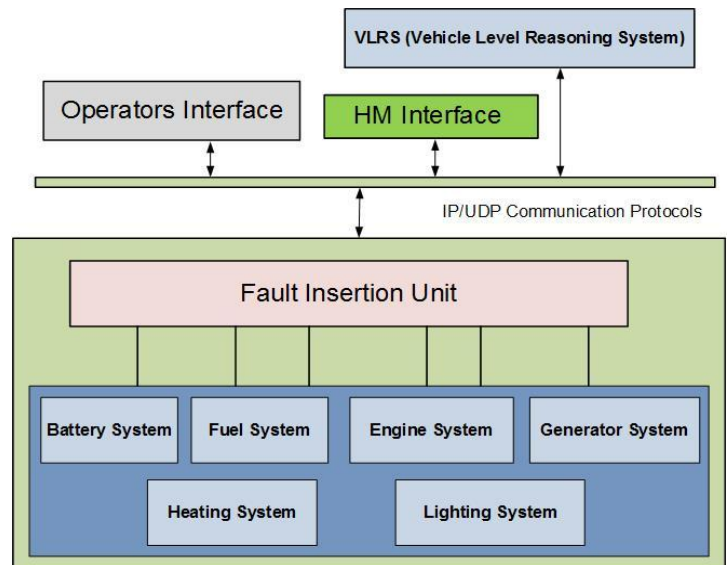 VLRS (Vehicle Level Reasoning System)
Operators Interface
HM Interface
IP/UDP Communication Protocols
Fault Insertion Unit
Battery System
Fuel System
Engine System
Generator System
Heating System
Lighting System